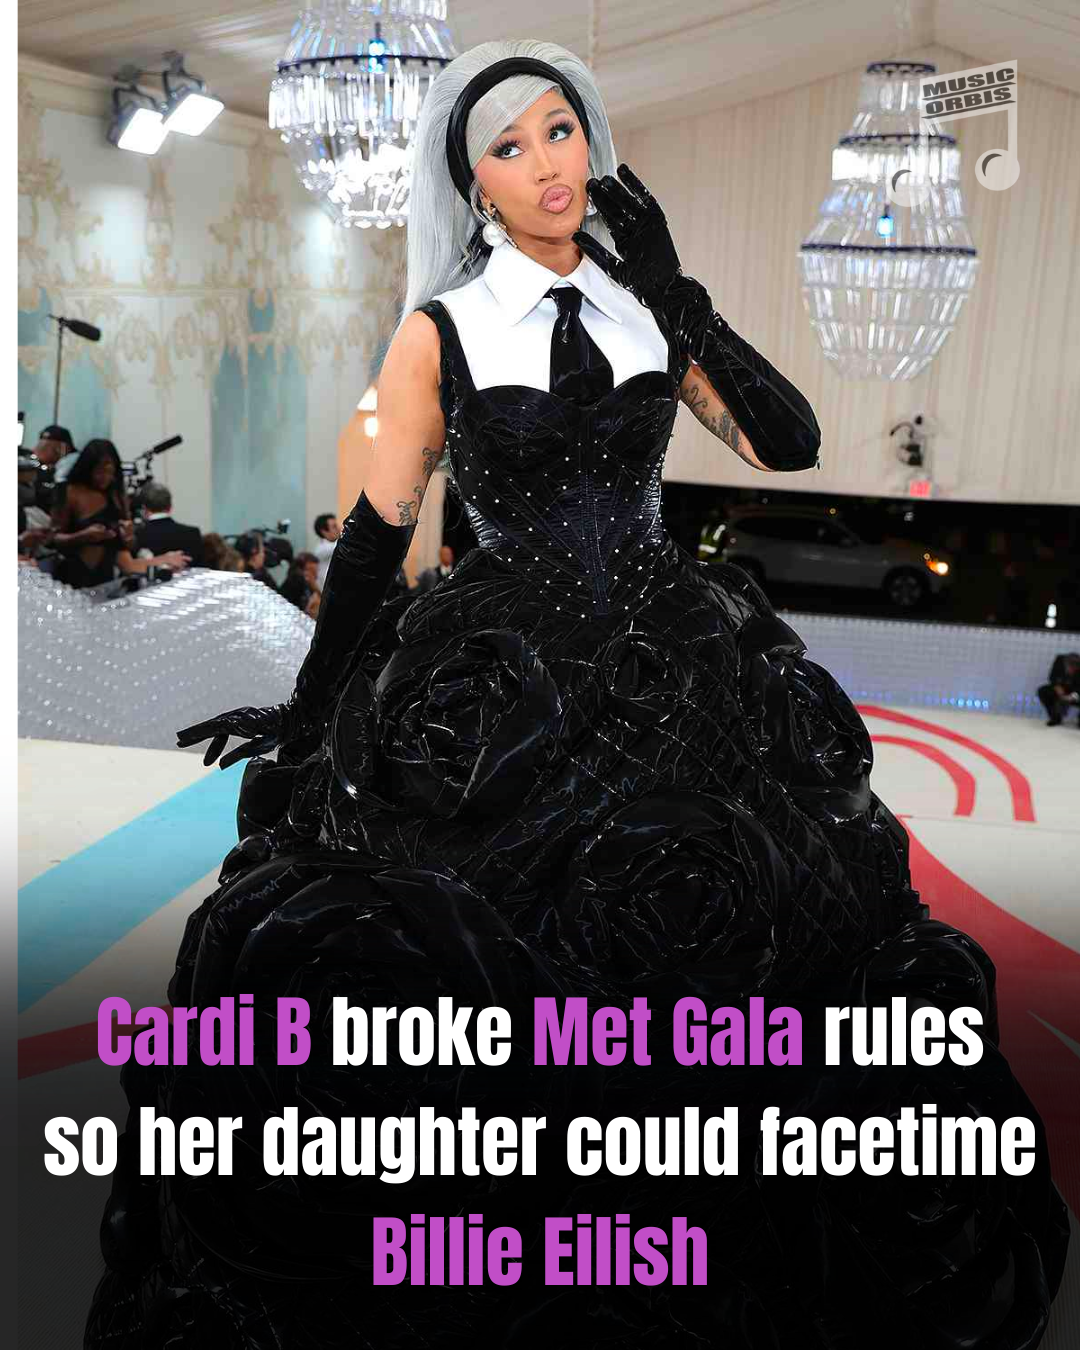 MUSIC
ORBIS
Cardi B broke Met Gala rules
so her daughter could facetime
Billie Eilish